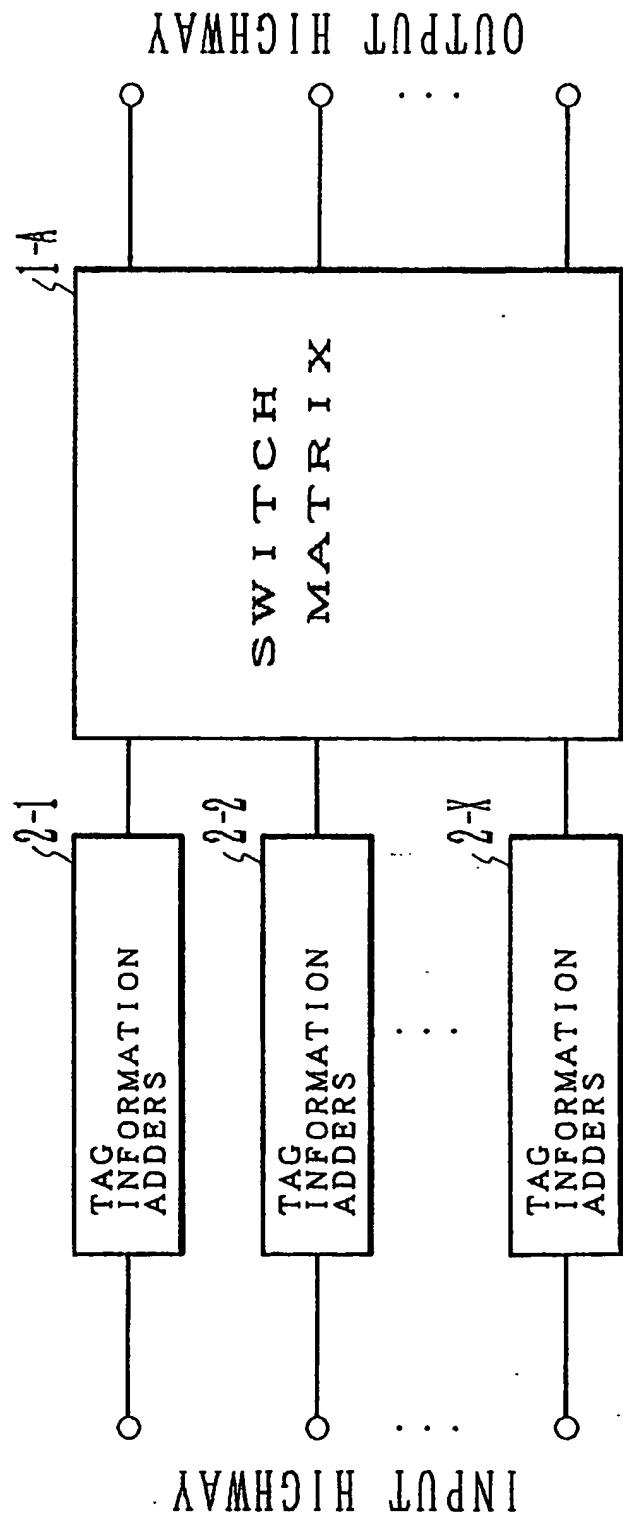 INPUT HIGHWAY
TAG
INFORMATION
ADDERS
2-1
TAG
INFORMATION
ADDERS
2-2
TAG
INFORMATION
ADDERS
2-X
. . .
. . .
SWITCH
MATRIX
1-A
. . .
OUTPUT HIGHWAY